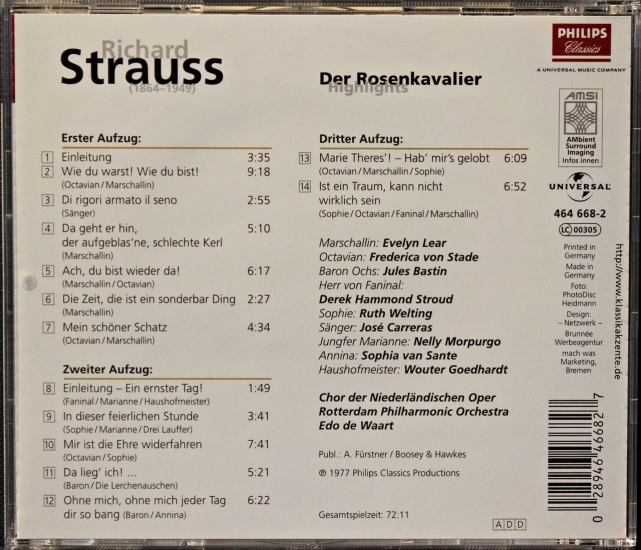 Richard
Strauss
(1864–1949)
Der Rosenkavalier
Highlights
Erster Aufzug:
1 Einleitung 3:35
2 Wie du warst! Wie du bist! 9:18
(Octavian / Marschallin)
3 Di rigori armato il seno 2:55
(Sänger)
4 Da geht er hin, 5:10
der aufgeblas'ne, schlechte Kerl
(Marschallin)
5 Ach, du bist wieder da! 6:17
(Marschallin / Octavian)
6 Die Zeit, die ist ein sonderbar Ding 2:27
(Marschallin)
7 Mein schöner Schatz 4:34
(Octavian / Marschallin)
Zweiter Aufzug:
8 Einleitung – Ein ernster Tag! 1:49
(Faninal / Marianne / Haushofmeister)
9 In dieser feierlichen Stunde 3:41
(Sophie / Marianne / Drei Lauffer)
10 Mir ist die Ehre widerfahren 7:41
(Octavian / Sophie)
11 Da lieg' ich! ... 5:21
(Baron / Die Lerchenauschen)
12 Ohne mich, ohne mich jeder Tag 6:22
dir so bang (Baron / Annina)
Dritter Aufzug:
13 Marie Theres'! – Hab' mir's gelobt 6:09
(Octavian / Marschallin / Sophie)
14 Ist ein Traum, kann nicht 6:52
wirklich sein
(Sophie / Octavian / Faninal / Marschallin)
Marschallin: Evelyn Lear
Octavian: Frederica von Stade
Baron Ochs: Jules Bastin
Herr von Faninal:
Derek Hammond Stroud
Sophie: Ruth Welting
Sänger: José Carreras
Jungfer Marianne: Nelly Morpurgo
Annina: Sophia van Sante
Haushofmeister: Wouter Goedhardt
Chor der Niederländischen Oper
Rotterdam Philharmonic Orchestra
Edo de Waart
Publ.: A. Fürstner / Boosey & Hawkes
℗ 1977 Philips Classics Productions
Gesamtspielzeit: 72:11
ADD
PHILIPS
Classics
A UNIVERSAL MUSIC COMPANY
AMSI
AMbient
Surround
Imaging
Infos innen
UNIVERSAL
464 668-2
LC 00305
Printed in
Germany
Made in
Germany
Foto:
PhotoDisc
Heidmann
Design:
– Netzwerk –
Brunnée
Werbeagentur
mach was
Marketing,
Bremen
http://www.klassikakzente.de
0 28946 46682 7